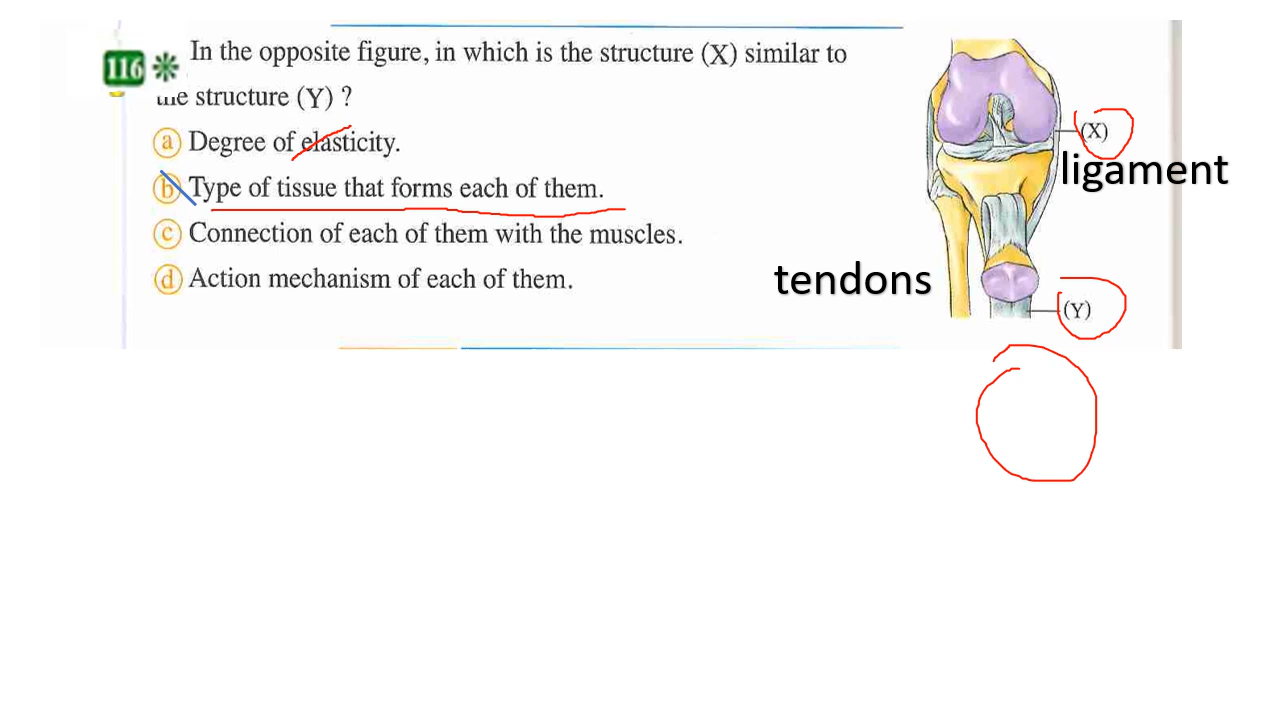 116 In the opposite figure, in which is the structure (X) similar to
the structure (Y) ?
a Degree of elasticity.
b Type of tissue that forms each of them.
c Connection of each of them with the muscles.
d Action mechanism of each of them.
(X)
ligament
tendons
(Y)